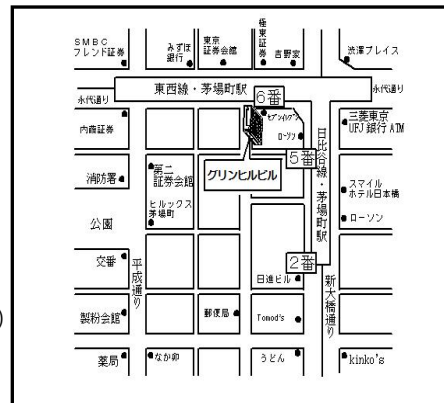 SMBC
フレンド証券
みずほ
銀行
東京
証券会館
極東証券
吉野家
渋澤プレイス
永代通り
東西線・茅場町駅
永代通り
6番
内藤証券
セブンイレブン
ローソン
三菱東京
UFJ銀行ATM
5番
日比谷線・茅場町駅
消防署
第二
証券会館
グリンヒルビル
スマイル
ホテル日本橋
ヒルックス
茅場町
ローソン
公園
交番
平成通り
2番
日進ビル
新大橋通り
製粉会館
郵便局
Tomod's
薬局
なか卯
うどん
kinko's
)